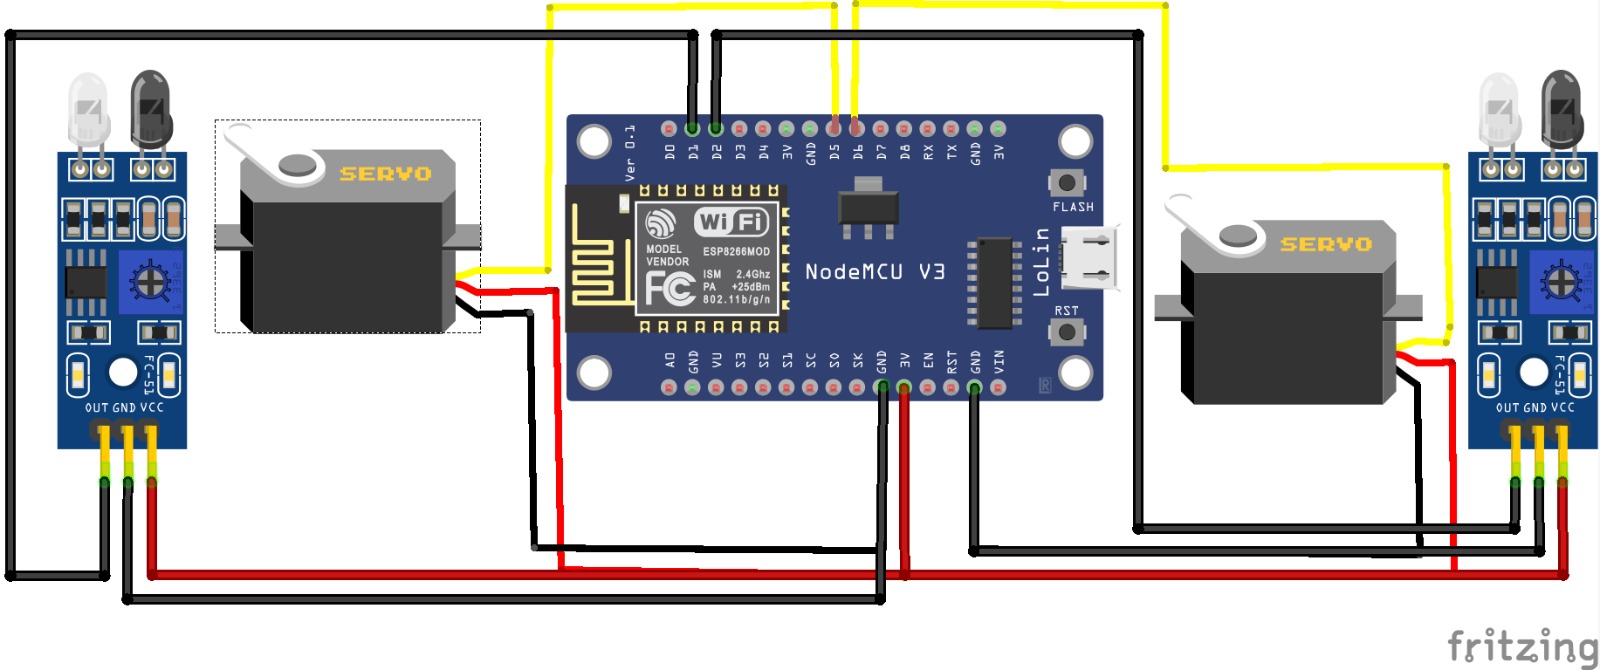 SERVO
Ver 0.1
D0 D1 D2 D3 D4 3V GND D5 D6 D7 D8 RX TX GND 3V
FLASH
WiFi
MODEL ESP8266MOD
VENDOR
ISM 2.4Ghz
PA +25dBm
802.11b/g/n
FC
NodeMCU V3
LoLin
RST
A0 GND VU S3 S2 S1 SC S0 SK GND 3V EN RST GND VIN
R
SERVO
FC-51
OUT GND VCC
FC-51
OUT GND VCC
fritzing